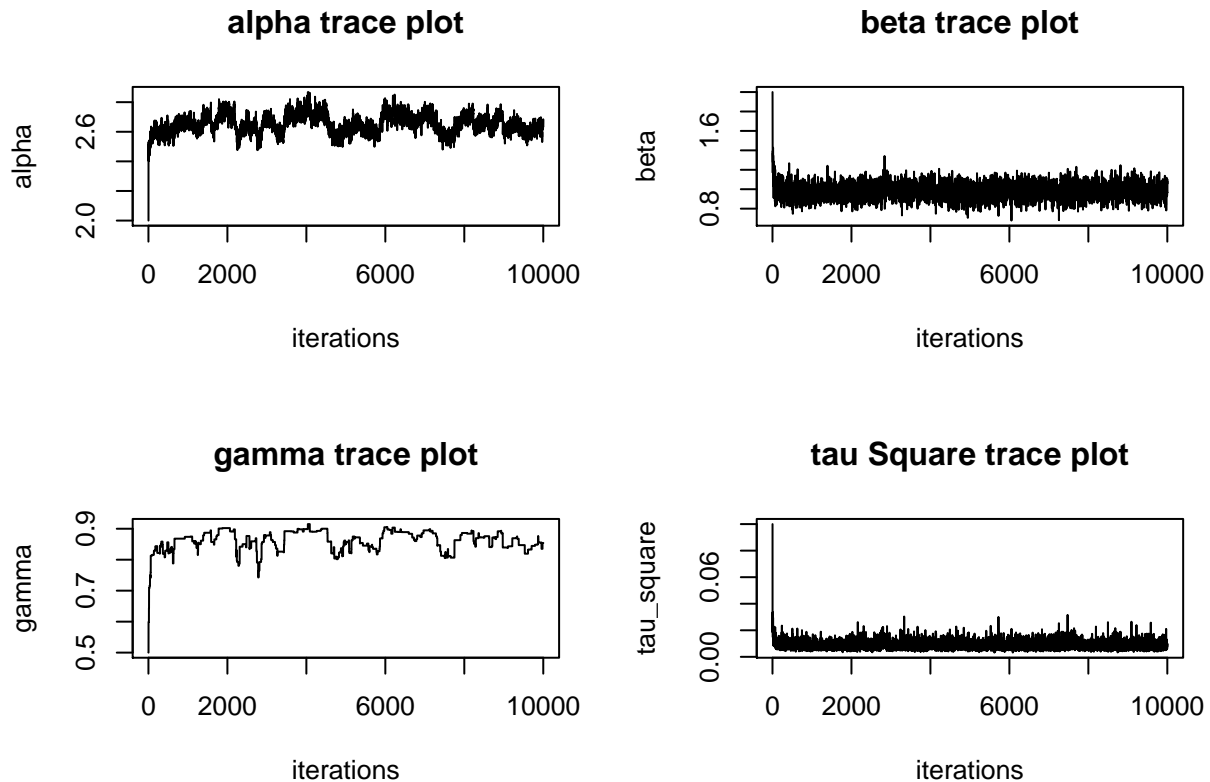 alpha trace plot
alpha
2.0
2.6
0
2000
6000
10000
iterations
beta trace plot
beta
0.8
1.6
0
2000
6000
10000
iterations
gamma trace plot
gamma
0.5
0.7
0.9
0
2000
6000
10000
iterations
tau Square trace plot
tau_square
0.00
0.06
0
2000
6000
10000
iterations